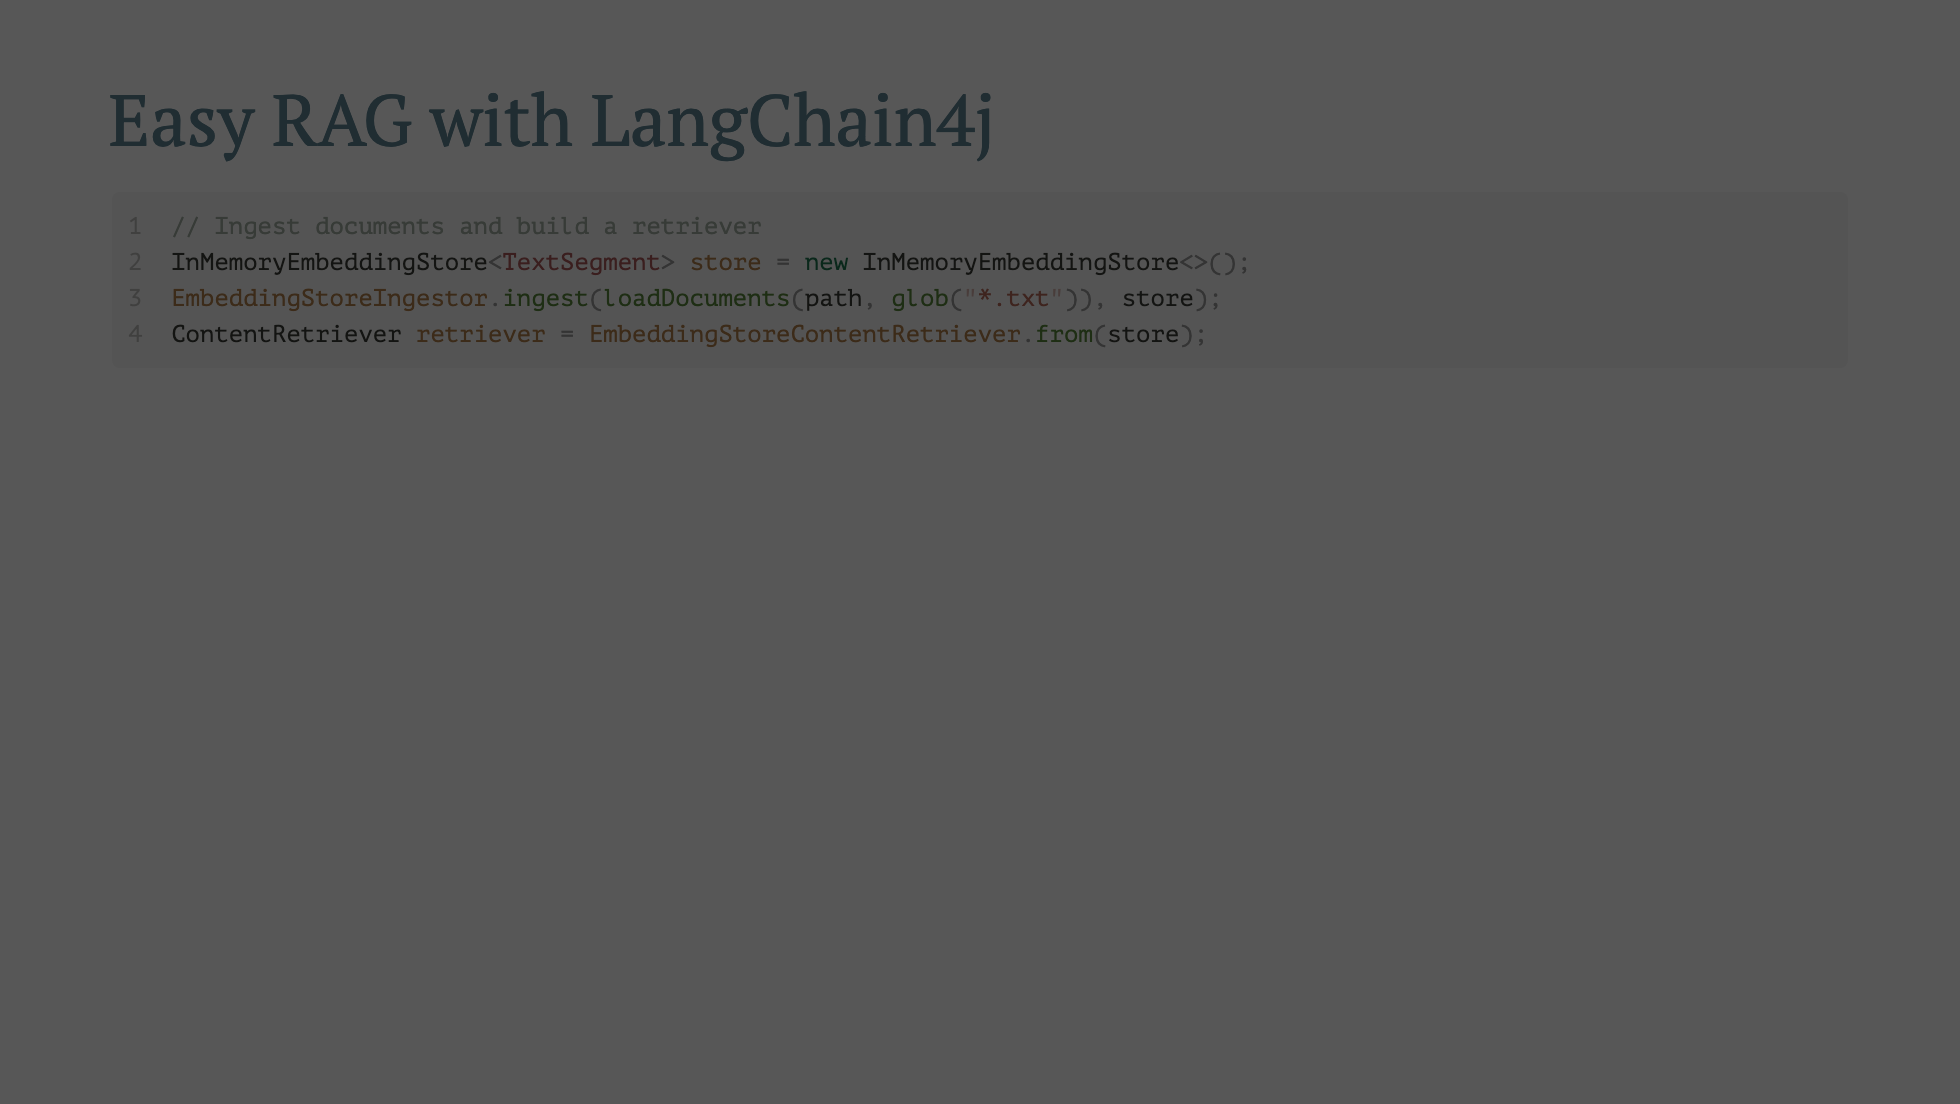 Easy RAG with LangChain4j
1 // Ingest documents and build a retriever
2 InMemoryEmbeddingStore<TextSegment> store = new InMemoryEmbeddingStore<>();
3 EmbeddingStoreIngestor.ingest(loadDocuments(path, glob("*.txt")), store);
4 ContentRetriever retriever = EmbeddingStoreContentRetriever.from(store);